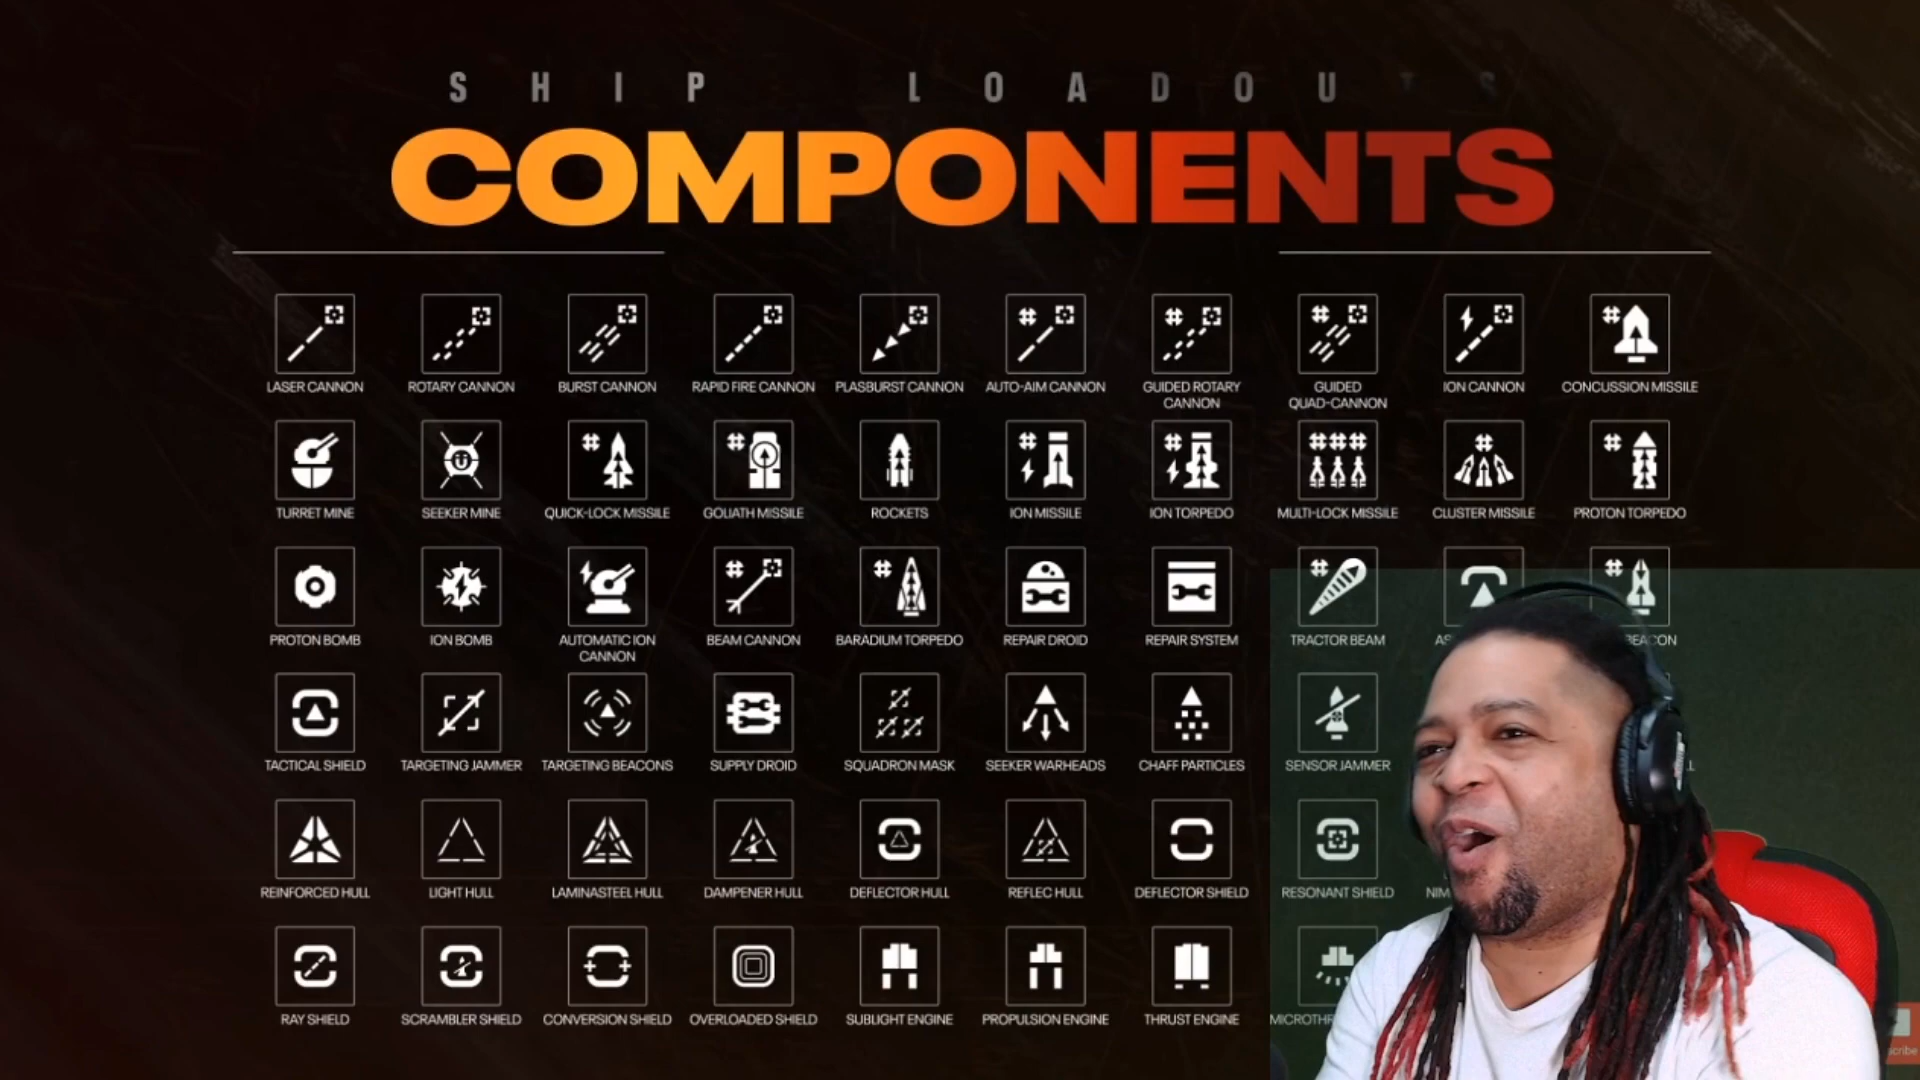 SHIP LOADOUTS
COMPONENTS
LASER CANNON
ROTARY CANNON
BURST CANNON
RAPID FIRE CANNON
PLASBURST CANNON
AUTO-AIM CANNON
GUIDED ROTARY
CANNON
GUIDED
QUAD-CANNON
ION CANNON
CONCUSSION MISSILE
TURRET MINE
SEEKER MINE
QUICK-LOCK MISSILE
GOLIATH MISSILE
ROCKETS
ION MISSILE
ION TORPEDO
MULTI-LOCK MISSILE
CLUSTER MISSILE
PROTON TORPEDO
PROTON BOMB
ION BOMB
AUTOMATIC ION
CANNON
BEAM CANNON
BARADIUM TORPEDO
REPAIR DROID
REPAIR SYSTEM
TRACTOR BEAM
BEACON
TACTICAL SHIELD
TARGETING JAMMER
TARGETING BEACONS
SUPPLY DROID
SQUADRON MASK
SEEKER WARHEADS
CHAFF PARTICLES
SENSOR JAMMER
REINFORCED HULL
LIGHT HULL
LAMINASTEEL HULL
DAMPENER HULL
DEFLECTOR HULL
REFLEC HULL
DEFLECTOR SHIELD
RESONANT SHIELD
RAY SHIELD
SCRAMBLER SHIELD
CONVERSION SHIELD
OVERLOADED SHIELD
SUBLIGHT ENGINE
PROPULSION ENGINE
THRUST ENGINE